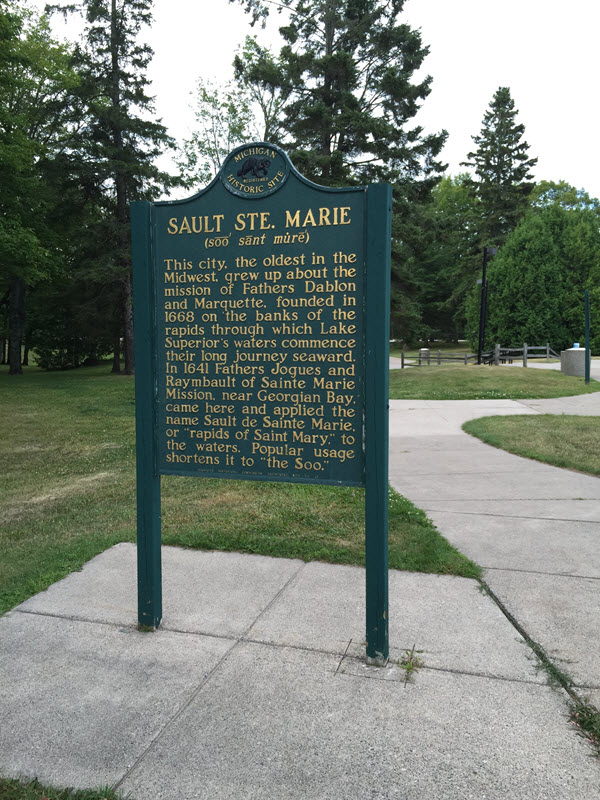 MICHIGAN
REGISTERED
HISTORIC SITE
SAULT STE. MARIE
(so͞o′ sānt mu̇rē′)
This city, the oldest in the
Midwest, grew up about the
mission of Fathers Dablon
and Marquette, founded in
1668 on the banks of the
rapids through which Lake
Superior's waters commence
their long journey seaward.
In 1641 Fathers Jogues and
Raymbault of Sainte Marie
Mission, near Georgian Bay,
came here and applied the
name Sault de Sainte Marie,
or "rapids of Saint Mary," to
the waters. Popular usage
shortens it to "the Soo."